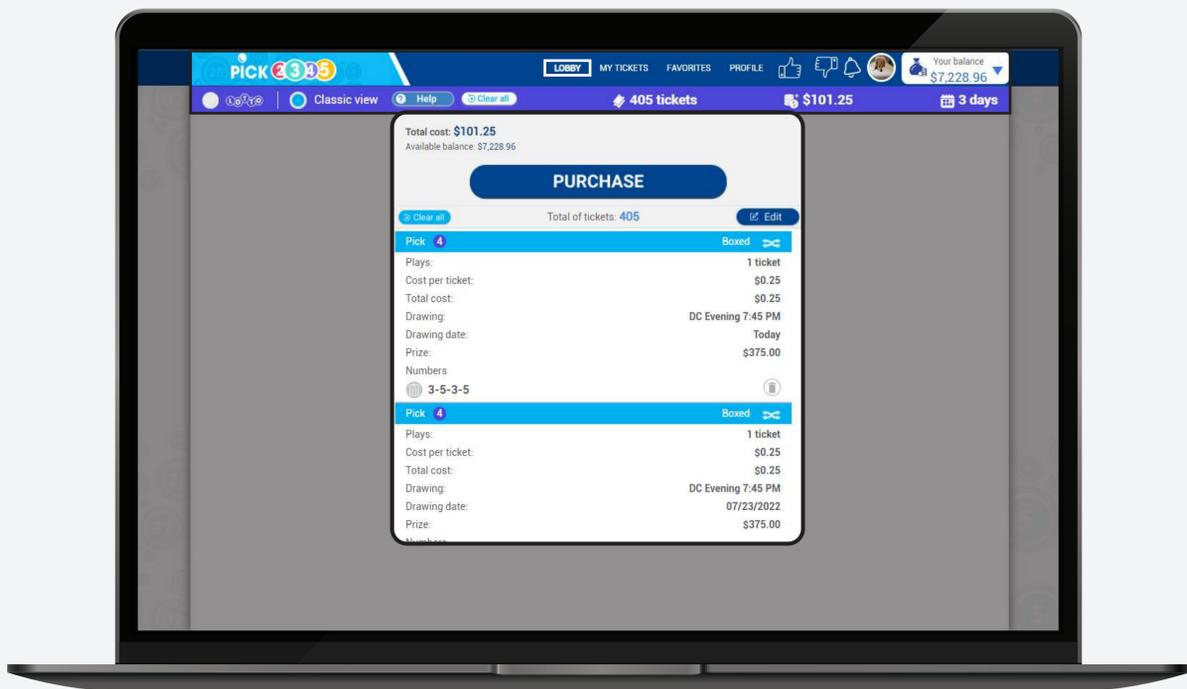 PiCK 2345
LOBBY MY TICKETS FAVORITES PROFILE
Your balance
$7,228.96
LOTTO Classic view ? Help Clear all 405 tickets $101.25 3 days
Total cost: $101.25
Available balance: $7,228.96
PURCHASE
Clear all Total of tickets: 405 Edit
Pick 4 Boxed
Plays: 1 ticket
Cost per ticket: $0.25
Total cost: $0.25
Drawing: DC Evening 7:45 PM
Drawing date: Today
Prize: $375.00
Numbers
3-5-3-5
Pick 4 Boxed
Plays: 1 ticket
Cost per ticket: $0.25
Total cost: $0.25
Drawing: DC Evening 7:45 PM
Drawing date: 07/23/2022
Prize: $375.00
Numbers